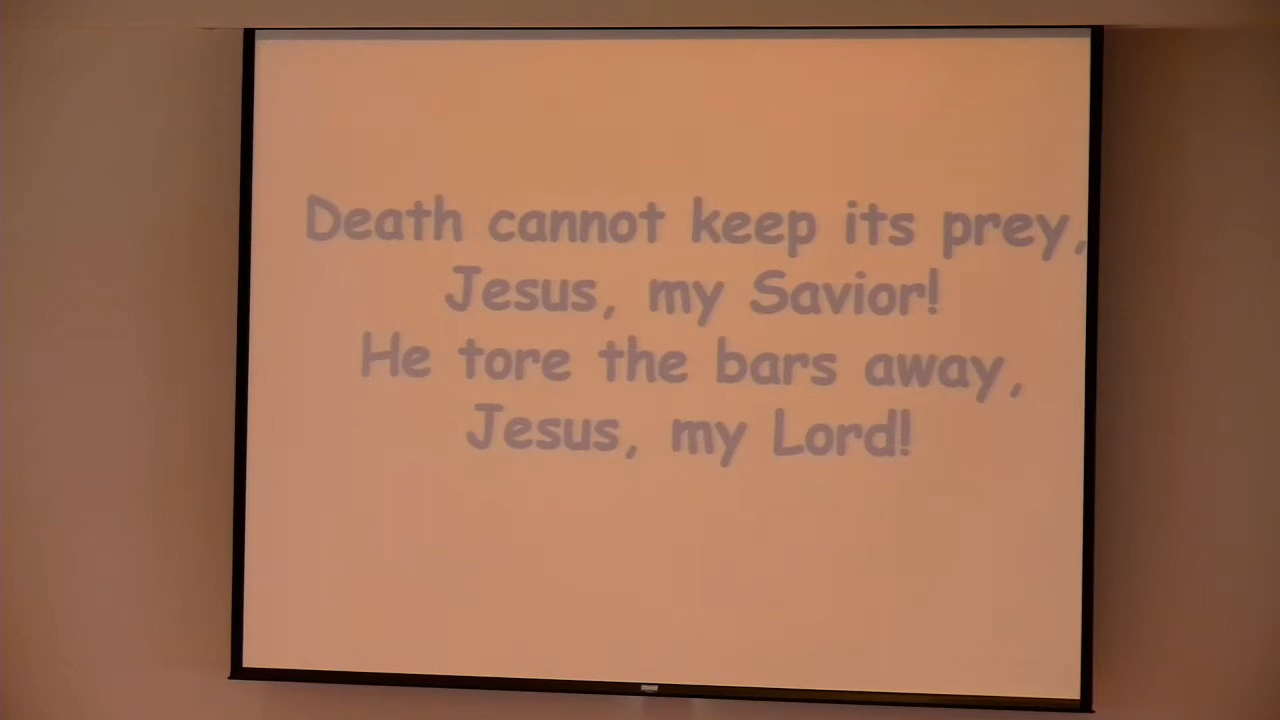 Death cannot keep its prey,
Jesus, my Savior!
He tore the bars away,
Jesus, my Lord!